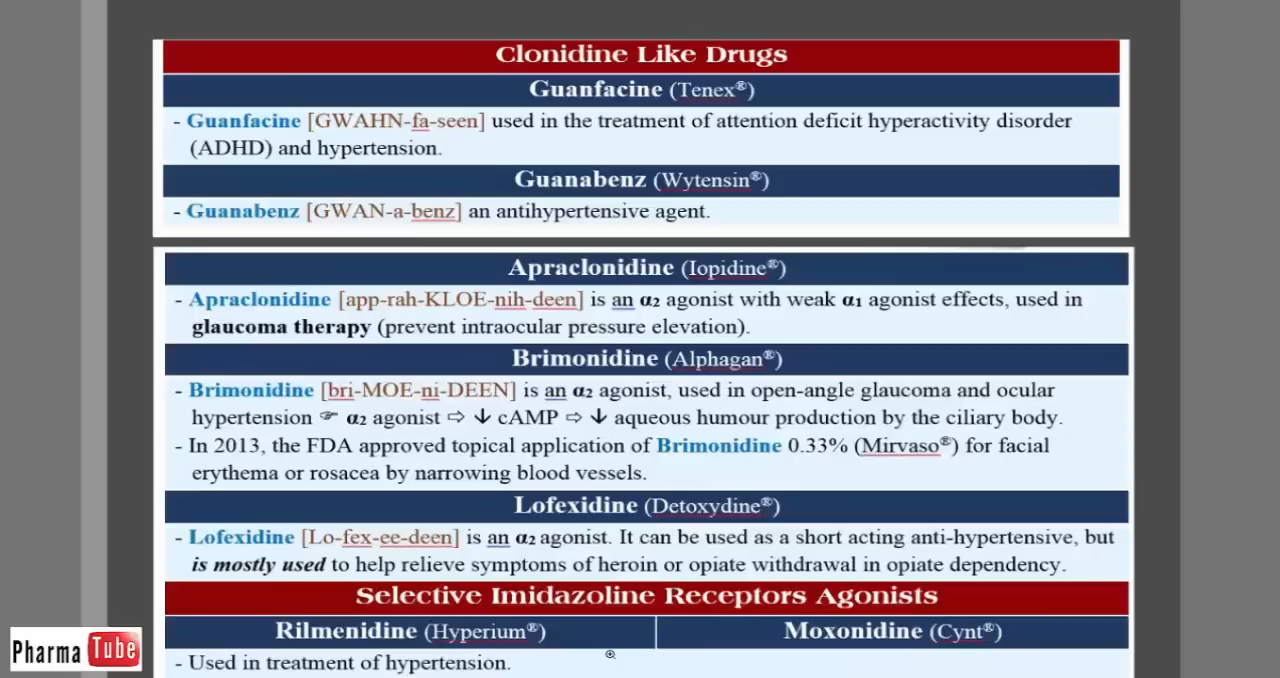 Clonidine Like Drugs
Guanfacine (Tenex®)
- Guanfacine [GWAHN-fa-seen] used in the treatment of attention deficit hyperactivity disorder
(ADHD) and hypertension.
Guanabenz (Wytensin®)
- Guanabenz [GWAN-a-benz] an antihypertensive agent.
Apraclonidine (Iopidine®)
- Apraclonidine [app-rah-KLOE-nih-deen] is an α2 agonist with weak α1 agonist effects, used in
glaucoma therapy (prevent intraocular pressure elevation).
Brimonidine (Alphagan®)
- Brimonidine [bri-MOE-ni-DEEN] is an α2 agonist, used in open-angle glaucoma and ocular
hypertension ☞ α2 agonist ⇨ ↓ cAMP ⇨ ↓ aqueous humour production by the ciliary body.
- In 2013, the FDA approved topical application of Brimonidine 0.33% (Mirvaso®) for facial
erythema or rosacea by narrowing blood vessels.
Lofexidine (Detoxydine®)
- Lofexidine [Lo-fex-ee-deen] is an α2 agonist. It can be used as a short acting anti-hypertensive, but
is mostly used to help relieve symptoms of heroin or opiate withdrawal in opiate dependency.
Selective Imidazoline Receptors Agonists
Rilmenidine (Hyperium®) Moxonidine (Cynt®)
- Used in treatment of hypertension.
Pharma Tube